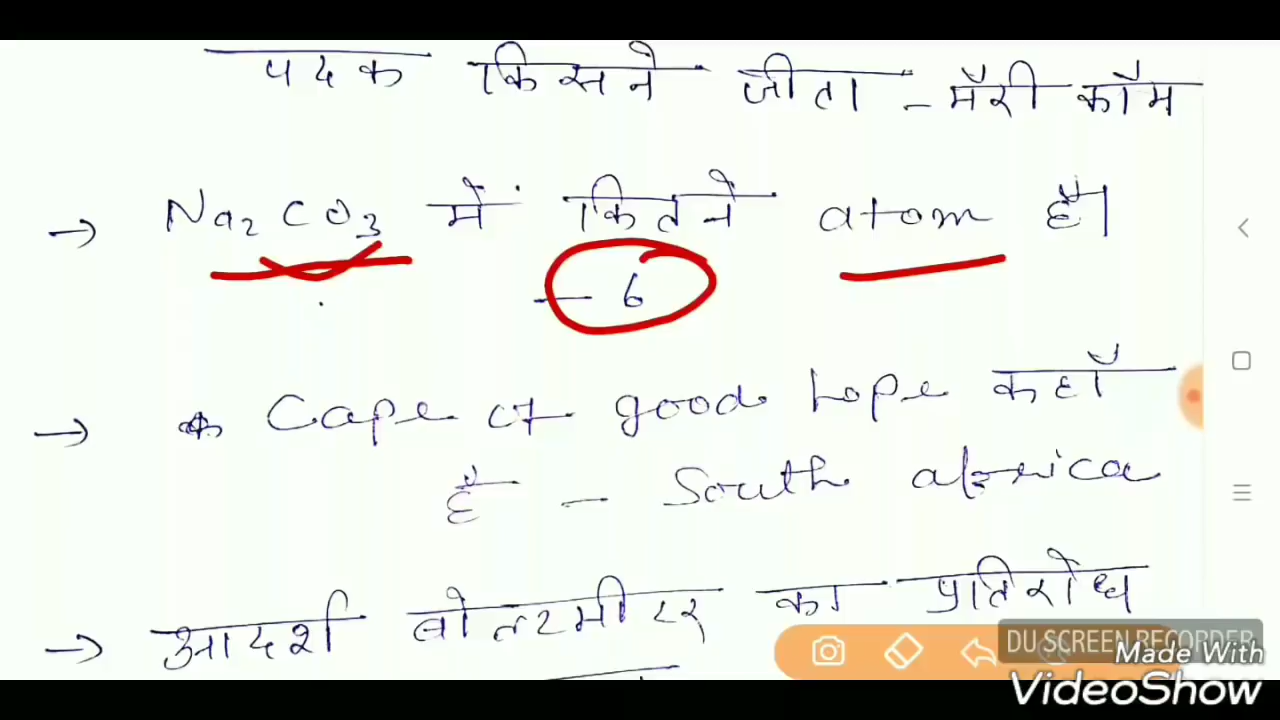 पदक किसने जीता - मैरी कौम
→ Na2CO3 में कितने atom है।
- 6
→ Cape of good hope कहाँ
है - South africa
→ आदर्श वोल्टमीटर का प्रतिरोध
DU SCREEN RECORDER
Made With
VideoShow